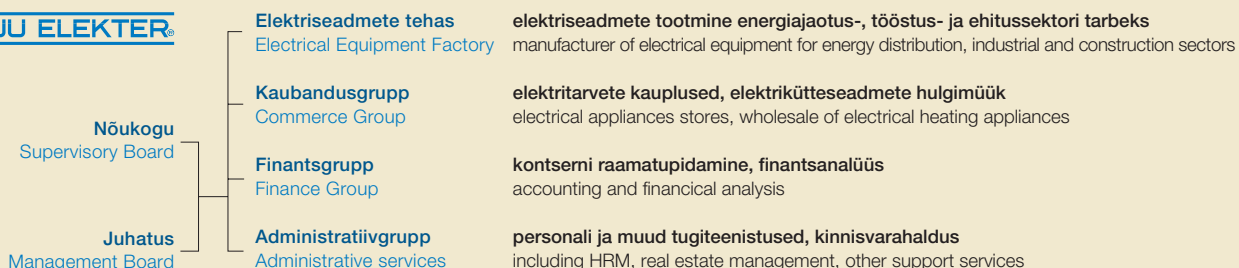 JU ELEKTER®
Elektriseadmete tehas
Electrical Equipment Factory
elektriseadmete tootmine energiajaotus-, tööstus- ja ehitussektori tarbeks
manufacturer of electrical equipment for energy distribution, industrial and construction sectors
Kaubandusgrupp
Commerce Group
elektritarvete kauplused, elektrikütteseadmete hulgimüük
electrical appliances stores, wholesale of electrical heating appliances
Nõukogu
Supervisory Board
Finantsgrupp
Finance Group
kontserni raamatupidamine, finantsanalüüs
accounting and financical analysis
Juhatus
Management Board
Administratiivgrupp
Administrative services
personali ja muud tugiteenistused, kinnisvarahaldus
including HRM, real estate management, other support services